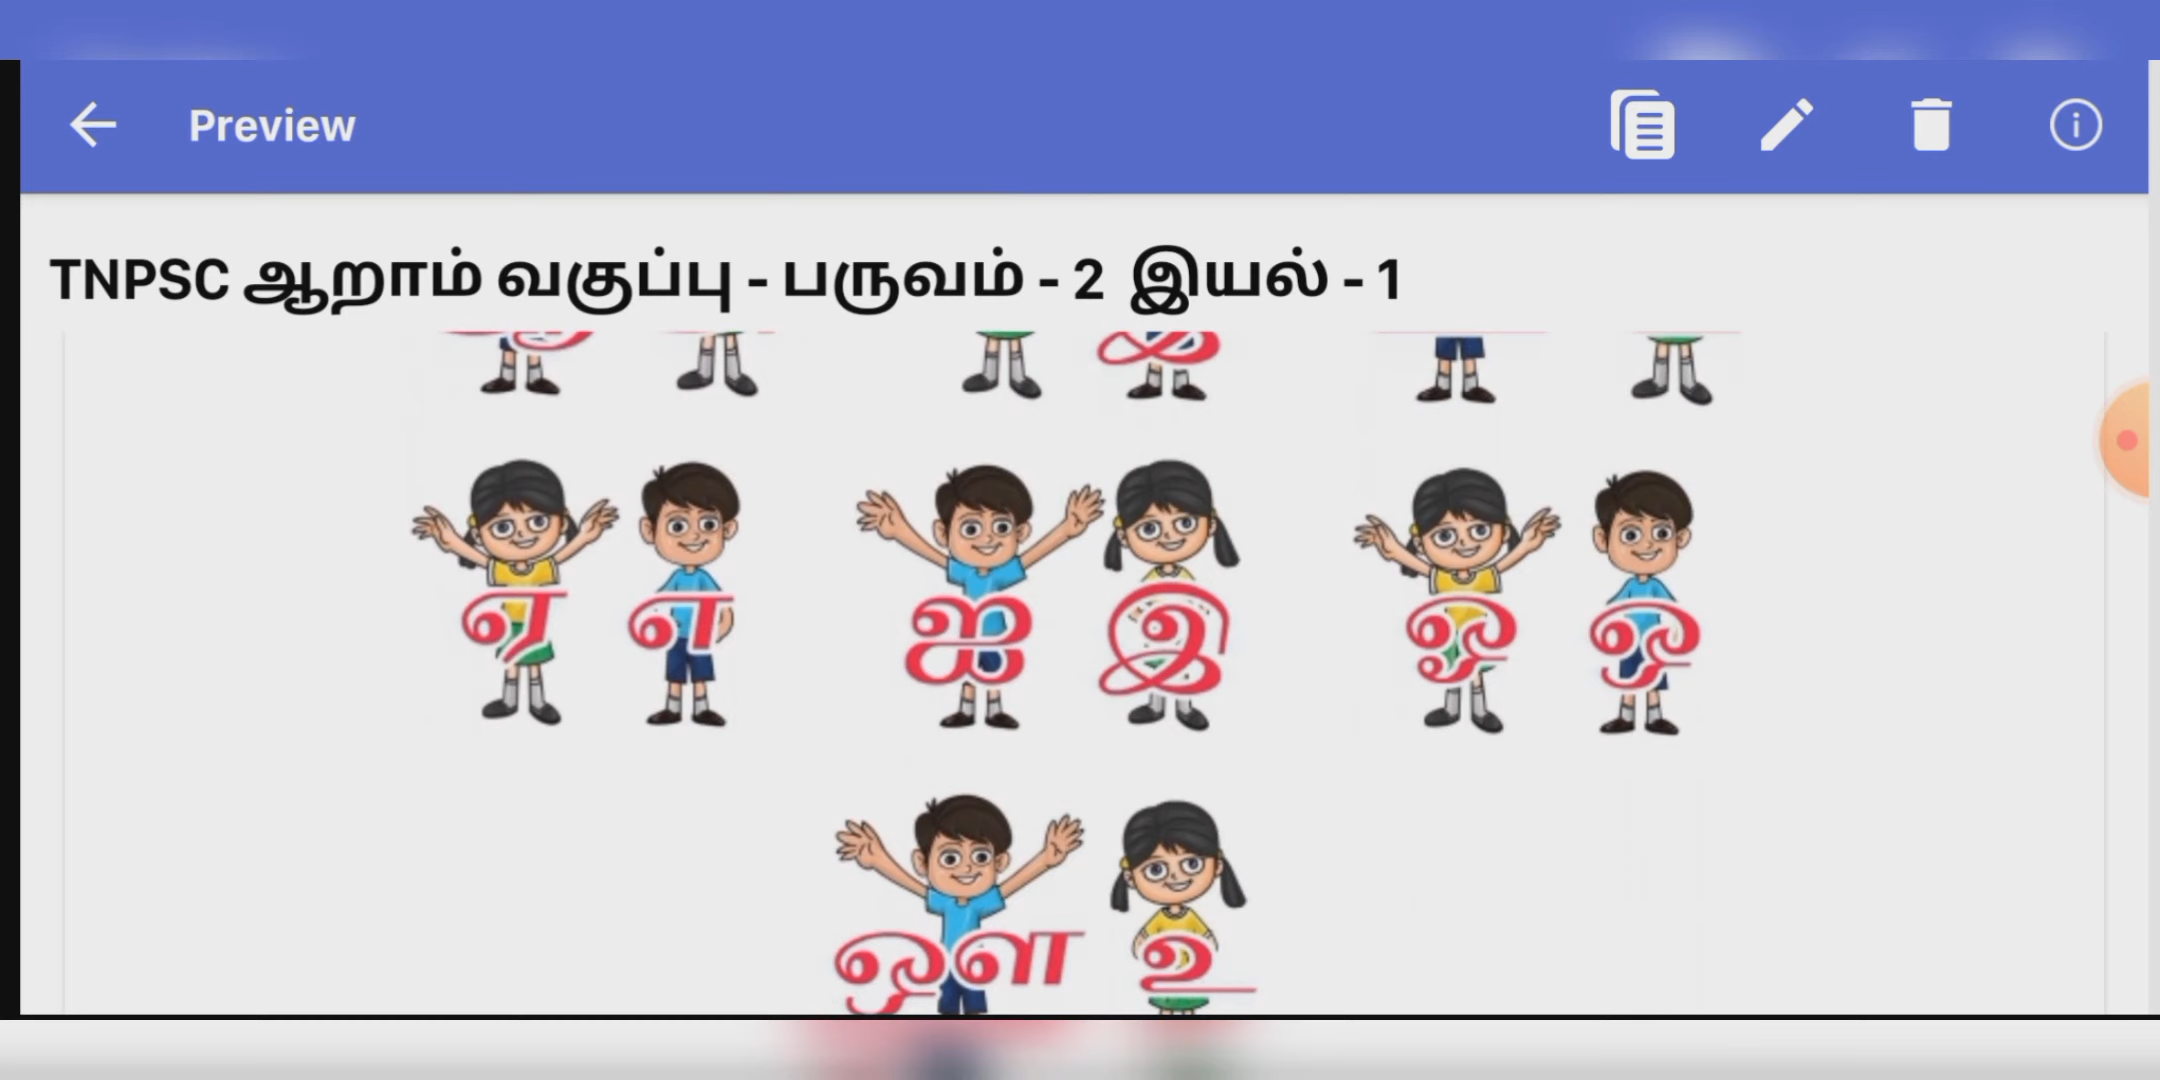 Preview
TNPSC ஆறாம் வகுப்பு - பருவம் - 2 இயல் - 1
ஏ எ ஐ இ ஓ ஒ
ஔ உ